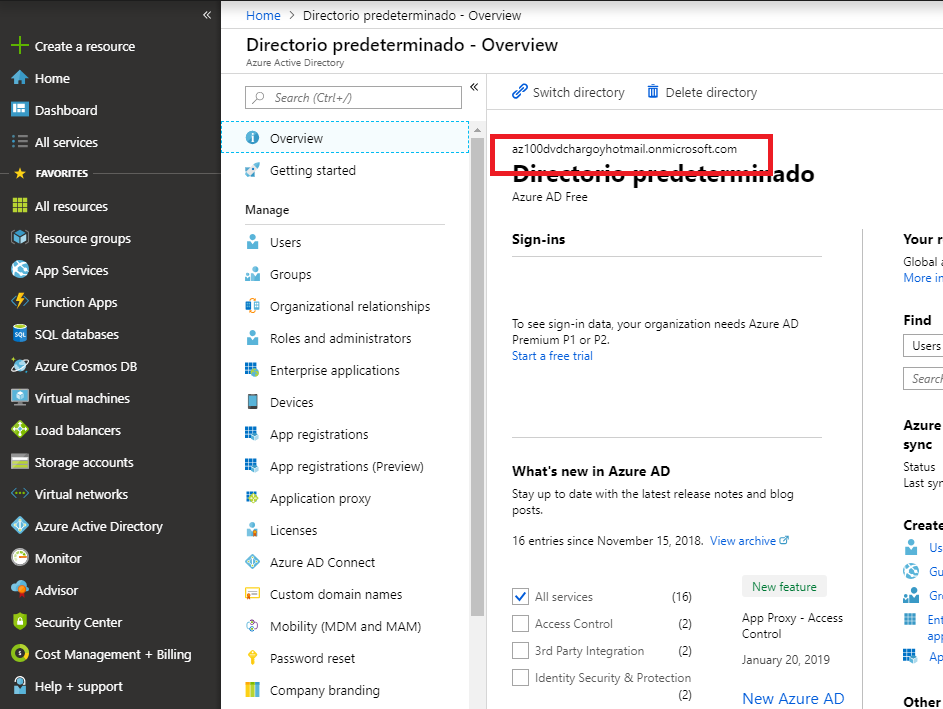 «
Create a resource
Home
Dashboard
All services
FAVORITES
All resources
Resource groups
App Services
Function Apps
SQL databases
Azure Cosmos DB
Virtual machines
Load balancers
Storage accounts
Virtual networks
Azure Active Directory
Monitor
Advisor
Security Center
Cost Management + Billing
Help + support
Home > Directorio predeterminado - Overview
Directorio predeterminado - Overview
Azure Active Directory
Search (Ctrl+/)
«
Overview
Getting started
Manage
Users
Groups
Organizational relationships
Roles and administrators
Enterprise applications
Devices
App registrations
App registrations (Preview)
Application proxy
Licenses
Azure AD Connect
Custom domain names
Mobility (MDM and MAM)
Password reset
Company branding
Switch directory
Delete directory
az100dvdchargoyhotmail.onmicrosoft.com
Directorio predeterminado
Azure AD Free
Sign-ins
To see sign-in data, your organization needs Azure AD
Premium P1 or P2.
Start a free trial
What's new in Azure AD
Stay up to date with the latest release notes and blog
posts.
16 entries since November 15, 2018. View archive
All services (16)
Access Control (2)
3rd Party Integration (2)
Identity Security & Protection
(2)
New feature
App Proxy - Access
Control
January 20, 2019
New Azure AD
Your r
Global a
More in
Find
Users
Search
Azure
sync
Status
Last syn
Create
Us
Gu
Gr
Ent
app
Ap
Other